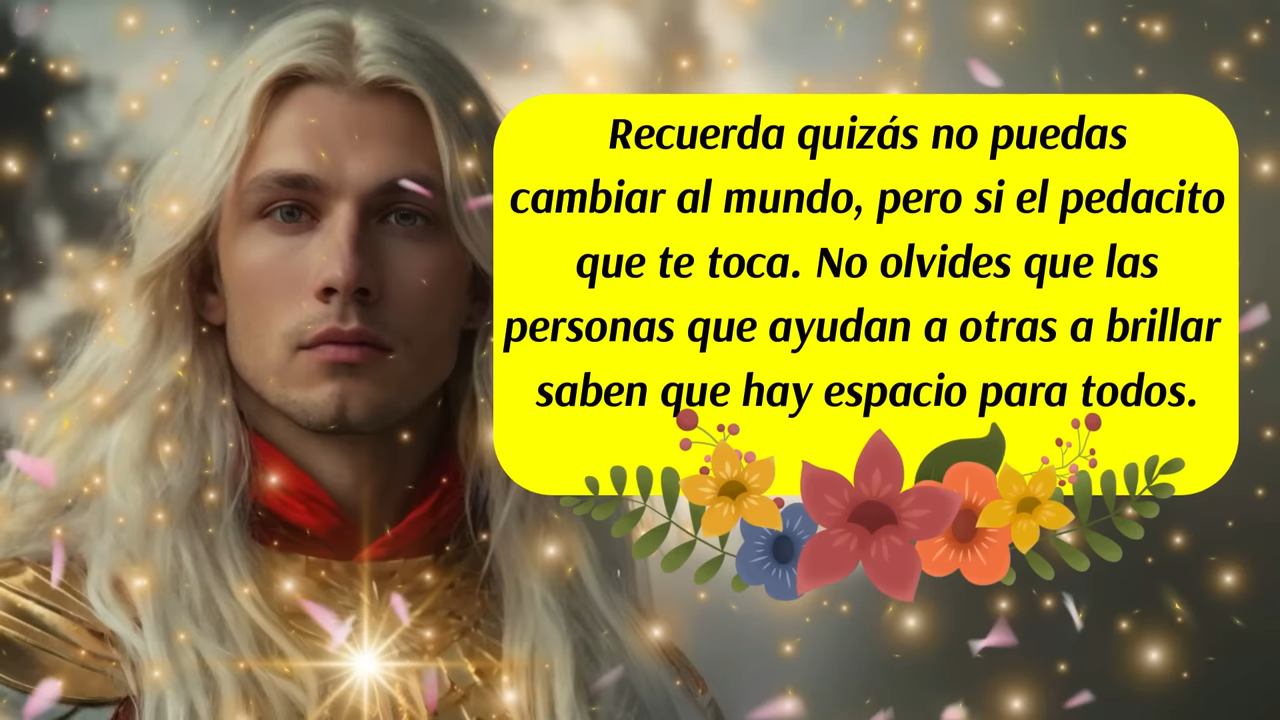 Recuerda quizás no puedas
cambiar al mundo, pero si el pedacito
que te toca. No olvides que las
personas que ayudan a otras a brillar
saben que hay espacio para todos.